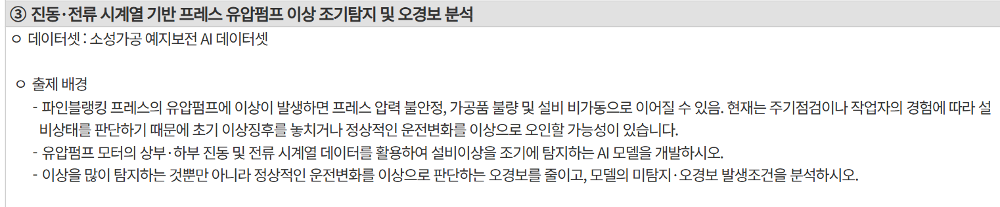 ③ 진동·전류 시계열 기반 프레스 유압펌프 이상 조기탐지 및 오경보 분석
ㅇ 데이터셋 : 소성가공 예지보전 AI 데이터셋
ㅇ 출제 배경
- 파인블랭킹 프레스의 유압펌프에 이상이 발생하면 프레스 압력 불안정, 가공품 불량 및 설비 비가동으로 이어질 수 있음. 현재는 주기점검이나 작업자의 경험에 따라 설
비상태를 판단하기 때문에 초기 이상징후를 놓치거나 정상적인 운전변화를 이상으로 오인할 가능성이 있습니다.
- 유압펌프 모터의 상부·하부 진동 및 전류 시계열 데이터를 활용하여 설비이상을 조기에 탐지하는 AI 모델을 개발하시오.
- 이상을 많이 탐지하는 것뿐만 아니라 정상적인 운전변화를 이상으로 판단하는 오경보를 줄이고, 모델의 미탐지·오경보 발생조건을 분석하시오.